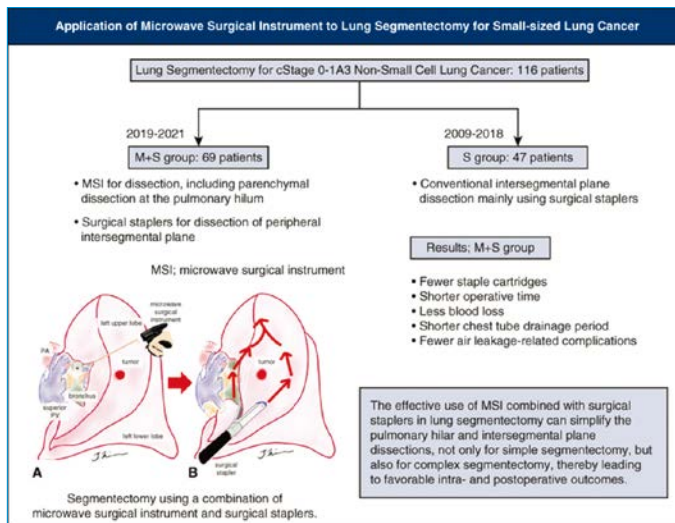 Application of Microwave Surgical Instrument to Lung Segmentectomy for Small-sized Lung Cancer
Lung Segmentectomy for cStage 0-1A3 Non-Small Cell Lung Cancer: 116 patients
2019-2021
M+S group: 69 patients
• MSI for dissection, including parenchymal
dissection at the pulmonary hilum
• Surgical staplers for dissection of peripheral
intersegmental plane
MSI; microwave surgical instrument
2009-2018
S group: 47 patients
• Conventional intersegmental plane
dissection mainly using surgical staplers
Results; M+S group
• Fewer staple cartridges
• Shorter operative time
• Less blood loss
• Shorter chest tube drainage period
• Fewer air leakage-related complications
microwave
surgical
instrument
left upper lobe
PA
tumor
bronchus
superior
PV
left lower lobe
A
tumor
surgical
stapler
B
Segmentectomy using a combination of
microwave surgical instrument and surgical staplers.
The effective use of MSI combined with surgical
staplers in lung segmentectomy can simplify the
pulmonary hilar and intersegmental plane
dissections, not only for simple segmentectomy, but
also for complex segmentectomy, thereby leading
to favorable intra- and postoperative outcomes.